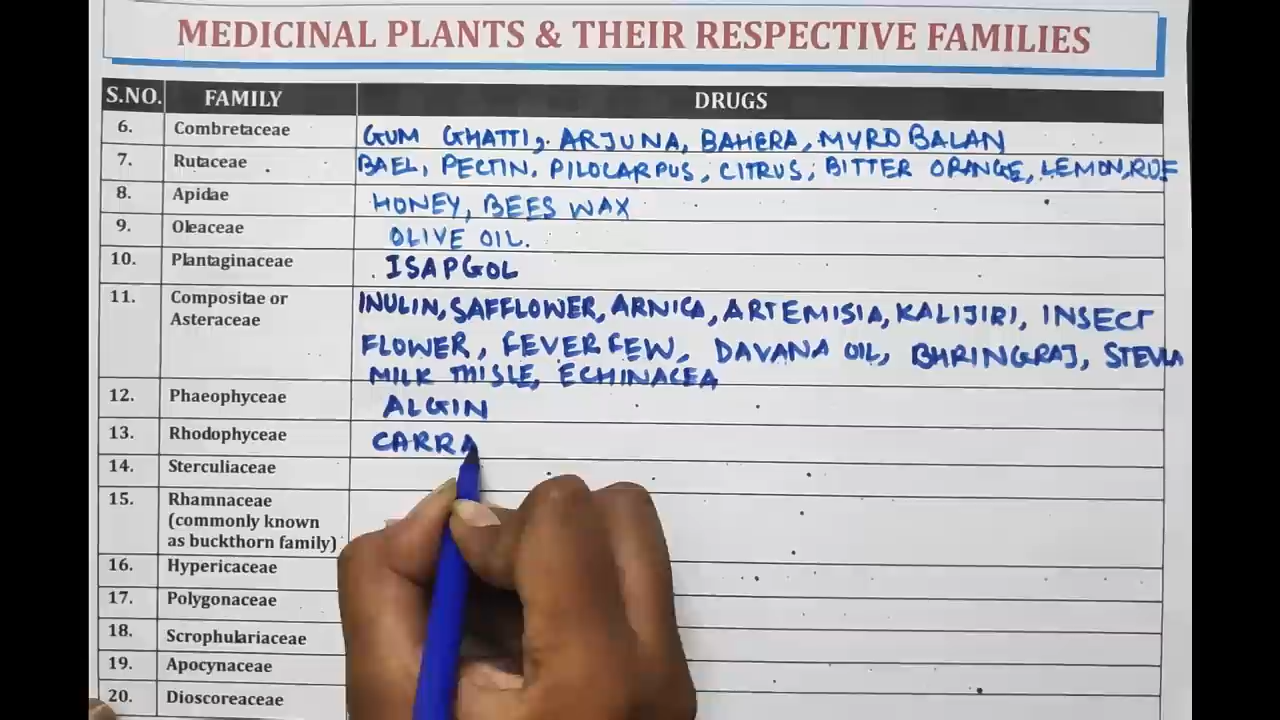 MEDICINAL PLANTS & THEIR RESPECTIVE FAMILIES
S.NO. FAMILY DRUGS
6. Combretaceae GUM GHATTI, ARJUNA, BAHERA, MYROBALAN
7. Rutaceae BAEL, PECTIN, PILOCARPUS, CITRUS, BITTER ORANGE, LEMON, RUE
8. Apidae HONEY, BEES WAX
9. Oleaceae OLIVE OIL.
10. Plantaginaceae ISAPGOL
11. Compositae or INULIN, SAFFLOWER, ARNICA, ARTEMISIA, KALIJIRI, INSECT
Asteraceae FLOWER, FEVERFEW, DAVANA OIL, BHRINGRAJ, STEVIA
MILK THISLE, ECHINACEA
12. Phaeophyceae ALGIN
13. Rhodophyceae CARRA
14. Sterculiaceae
15. Rhamnaceae
(commonly known
as buckthorn family)
16. Hypericaceae
17. Polygonaceae
18. Scrophulariaceae
19. Apocynaceae
20. Dioscoreaceae